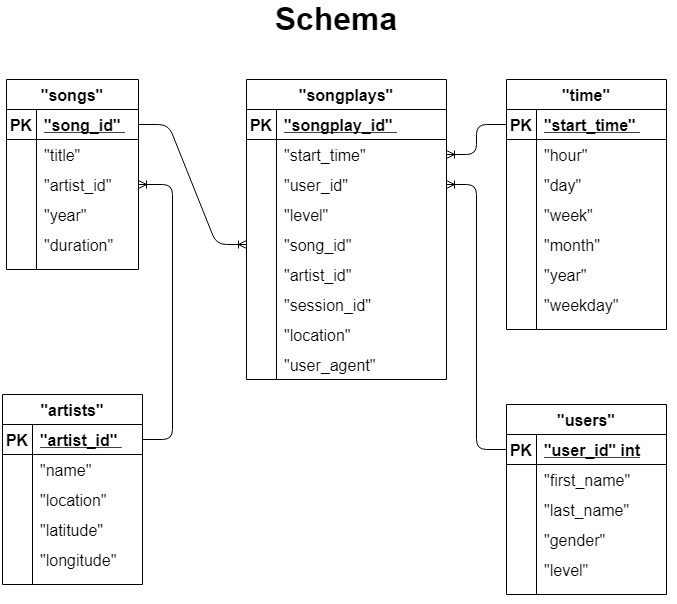 Schema
"songs"
PK "song_id"
"title"
"artist_id"
"year"
"duration"
"songplays"
PK "songplay_id"
"start_time"
"user_id"
"level"
"song_id"
"artist_id"
"session_id"
"location"
"user_agent"
"time"
PK "start_time"
"hour"
"day"
"week"
"month"
"year"
"weekday"
"artists"
PK "artist_id"
"name"
"location"
"latitude"
"longitude"
"users"
PK "user_id" int
"first_name"
"last_name"
"gender"
"level"